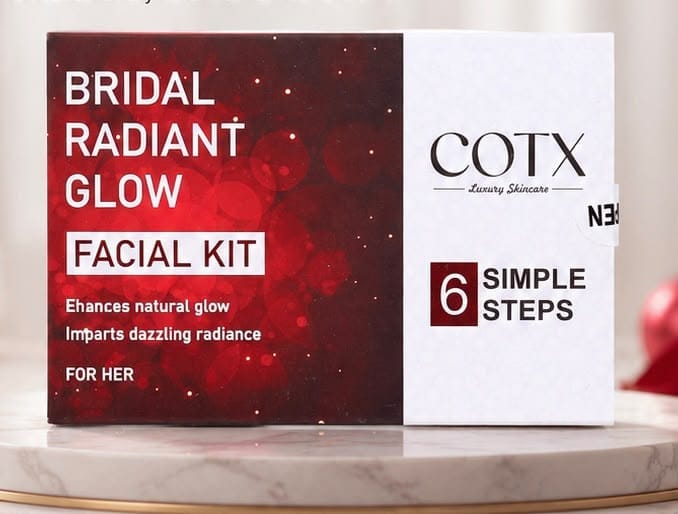 BRIDAL
RADIANT
GLOW
FACIAL KIT
Ehances natural glow
Imparts dazzling radiance
FOR HER
COTX
Luxury Skincare
6 SIMPLE
STEPS